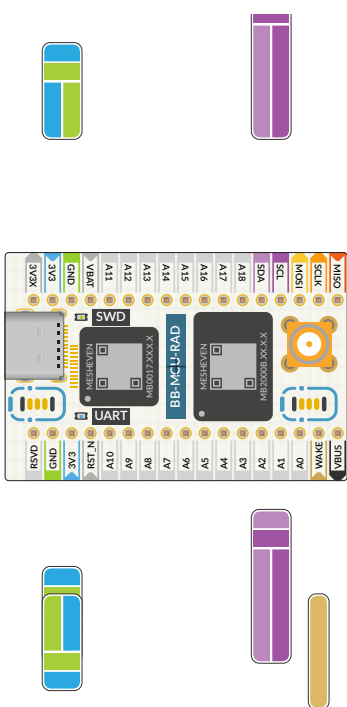 3V3X
3V3
GND
VBAT
A11
A12
A13
A14
A15
A16
A17
A18
SDA
SCL
MOSI
SCLK
MISO
SWD
MESHEVEN
MB0017.XXX.X
BB-MCU-RAD
MESHEVEN
MB2000B.XXX.X
UART
RSVD
GND
3V3
RST_N
A10
A9
A8
A7
A6
A5
A4
A3
A2
A1
A0
WAKE
VBUS